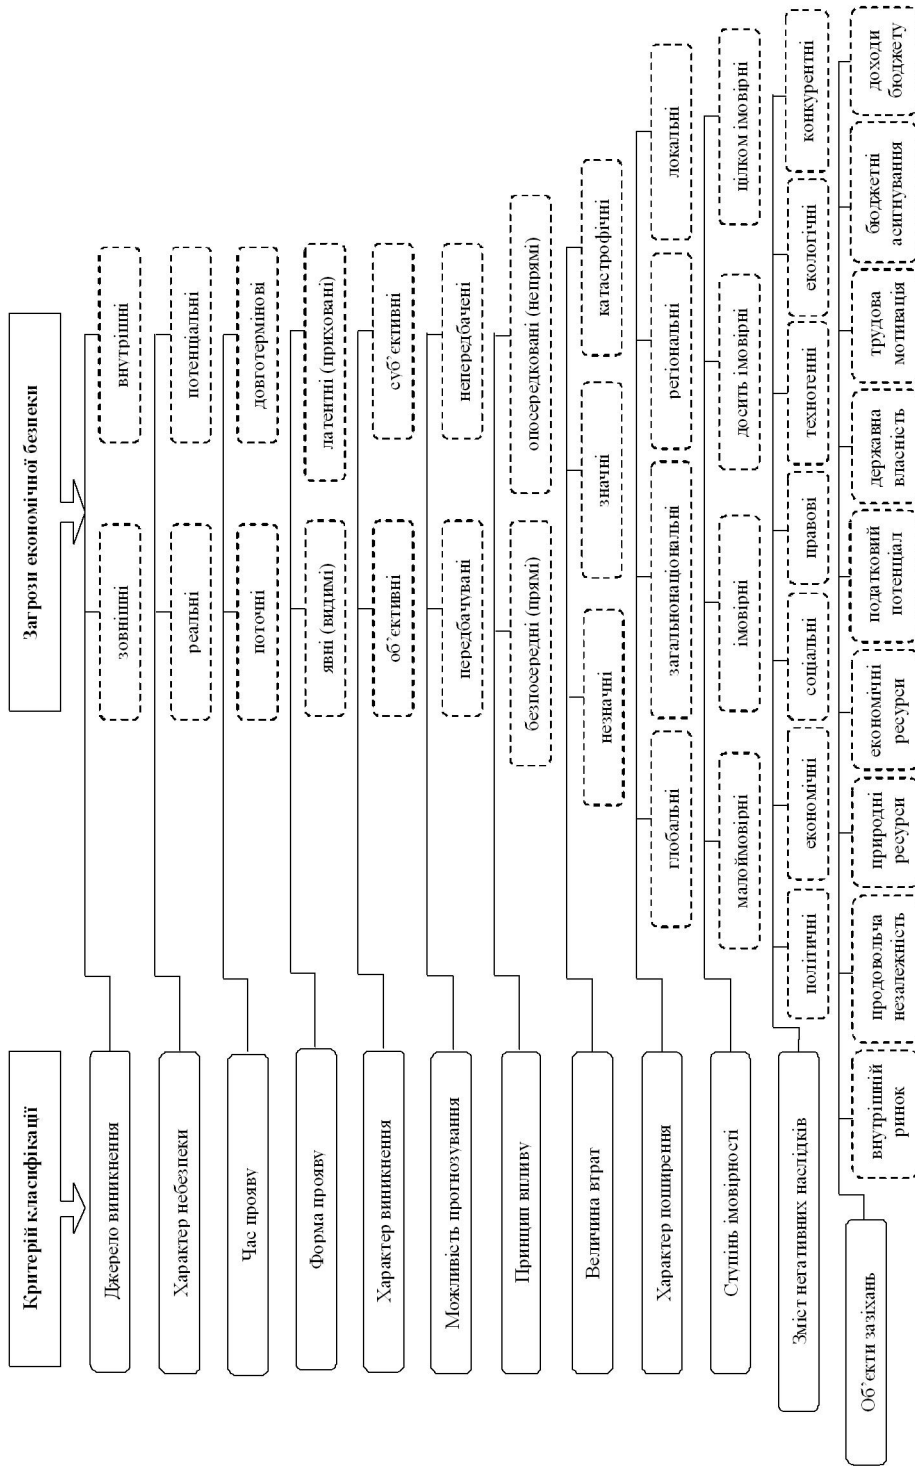 Критерій класифікації
Загрози економічної безпеки
Джерело виникнення
зовнішні
внутрішні
Характер небезпеки
реальні
потенціальні
Час прояву
поточні
довготермінові
Форма прояву
явні (видимі)
латентні (приховані)
Характер виникнення
об’єктивні
суб’єктивні
Можливість прогнозування
передбачувані
непередбачені
Принцип впливу
безпосередні (прямі)
опосередковані (непрямі)
Величина втрат
незначні
значні
катастрофічні
Характер поширення
глобальні
загальнонаціональні
регіональні
локальні
Ступінь імовірності
малоймовірні
імовірні
досить імовірні
цілком імовірні
Зміст негативних наслідків
політичні
економічні
соціальні
правові
техногенні
екологічні
конкурентні
Об’єкти зазіхань
внутрішній
ринок
продовольча
незалежність
природні
ресурси
економічні
ресурси
податковий
потенціал
державна
власність
трудова
мотивація
бюджетні
асигнування
доходи
бюджету